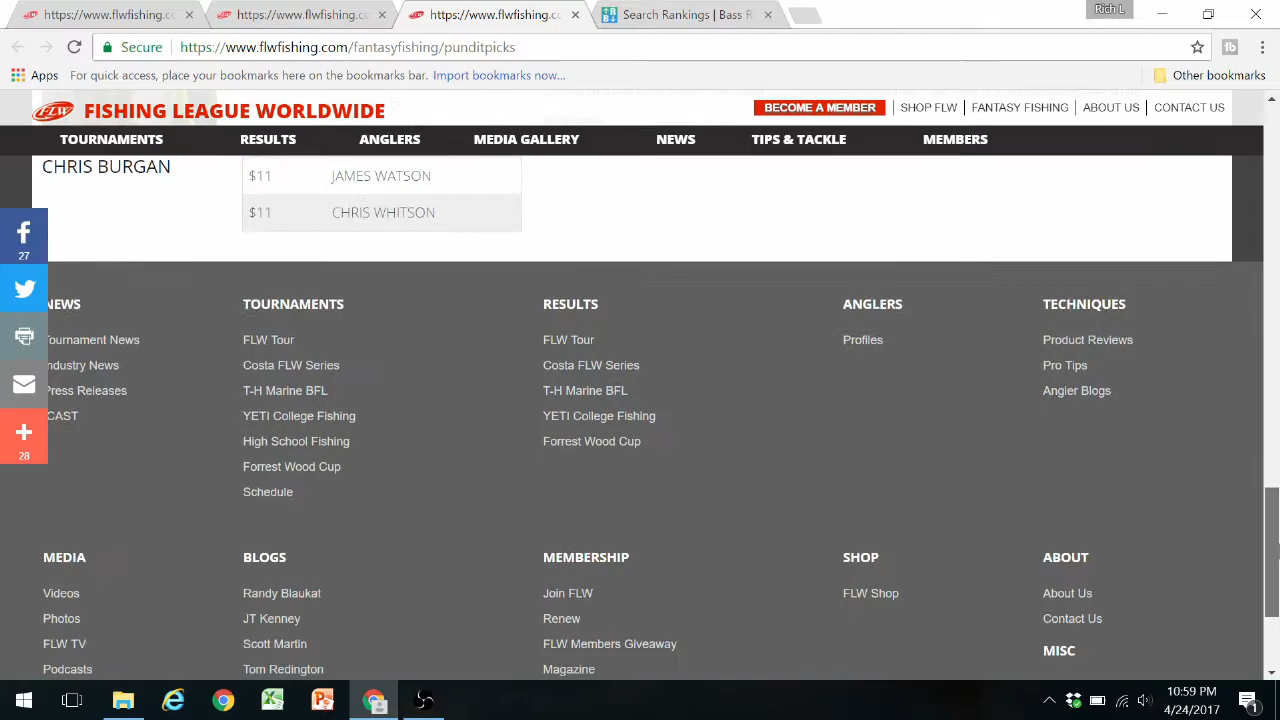 https://www.flwfishing.c
https://www.flwfishing.co
https://www.flwfishing.co
Search Rankings | Bass R
Rich L
Secure
https://www.flwfishing.com/fantasyfishing/punditpicks
Apps
For quick access, place your bookmarks here on the bookmarks bar. Import bookmarks now...
Other bookmarks
FLW FISHING LEAGUE WORLDWIDE
BECOME A MEMBER
SHOP FLW
FANTASY FISHING
ABOUT US
CONTACT US
TOURNAMENTS
RESULTS
ANGLERS
MEDIA GALLERY
NEWS
TIPS & TACKLE
MEMBERS
CHRIS BURGAN
$11 JAMES WATSON
$11 CHRIS WHITSON
27
28
NEWS
Tournament News
Industry News
Press Releases
ICAST
TOURNAMENTS
FLW Tour
Costa FLW Series
T-H Marine BFL
YETI College Fishing
High School Fishing
Forrest Wood Cup
Schedule
RESULTS
FLW Tour
Costa FLW Series
T-H Marine BFL
YETI College Fishing
Forrest Wood Cup
ANGLERS
Profiles
TECHNIQUES
Product Reviews
Pro Tips
Angler Blogs
MEDIA
Videos
Photos
FLW TV
Podcasts
BLOGS
Randy Blaukat
JT Kenney
Scott Martin
Tom Redington
MEMBERSHIP
Join FLW
Renew
FLW Members Giveaway
Magazine
SHOP
FLW Shop
ABOUT
About Us
Contact Us
MISC
10:59 PM
4/24/2017
1